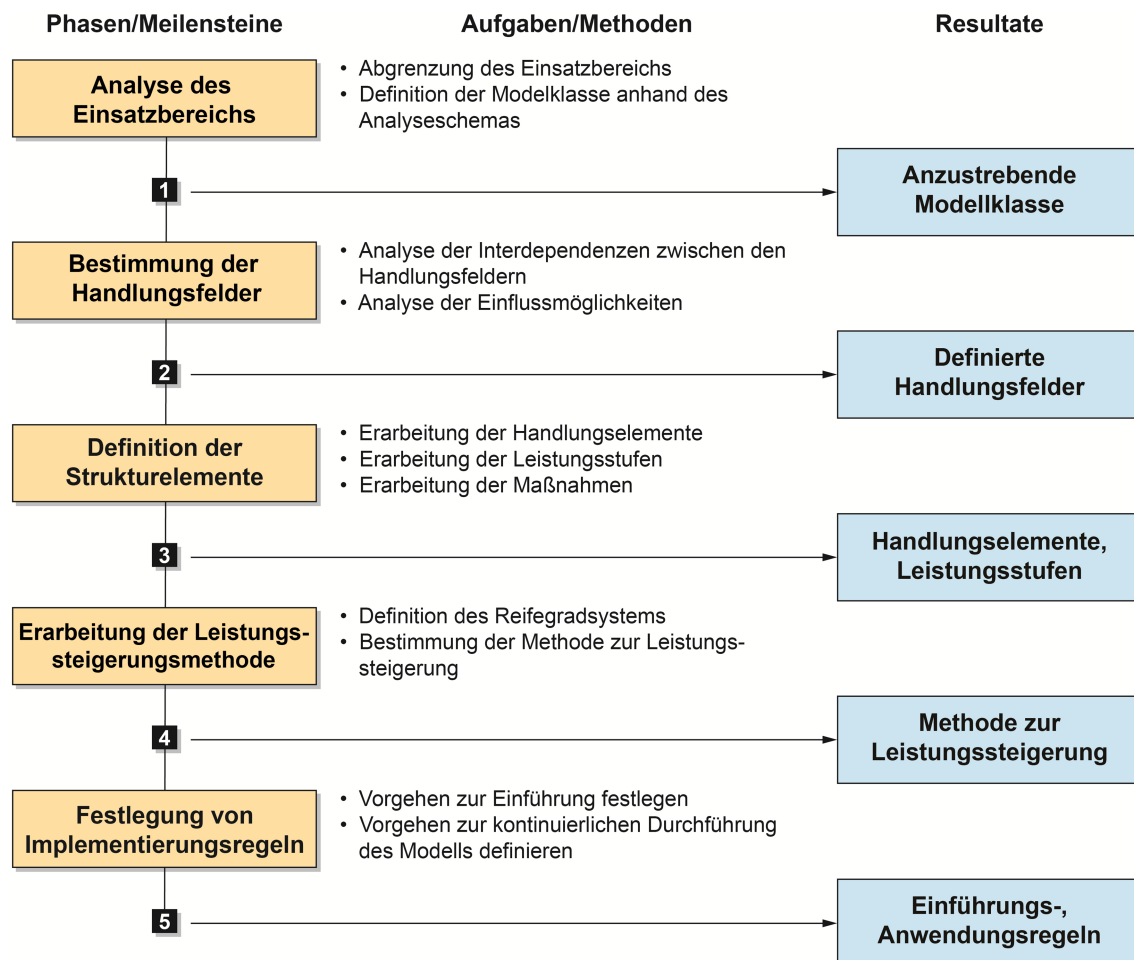 Phasen/Meilensteine
Aufgaben/Methoden
Resultate
Analyse des
Einsatzbereichs
• Abgrenzung des Einsatzbereichs
• Definition der Modelklasse anhand des
Analyseschemas
1
Anzustrebende
Modellklasse
Bestimmung der
Handlungsfelder
• Analyse der Interdependenzen zwischen den
Handlungsfeldern
• Analyse der Einflussmöglichkeiten
2
Definierte
Handlungsfelder
Definition der
Strukturelemente
• Erarbeitung der Handlungselemente
• Erarbeitung der Leistungsstufen
• Erarbeitung der Maßnahmen
3
Handlungselemente,
Leistungsstufen
Erarbeitung der Leistungs-
steigerungsmethode
• Definition des Reifegradsystems
• Bestimmung der Methode zur Leistungs-
steigerung
4
Methode zur
Leistungssteigerung
Festlegung von
Implementierungsregeln
• Vorgehen zur Einführung festlegen
• Vorgehen zur kontinuierlichen Durchführung
des Modells definieren
5
Einführungs-,
Anwendungsregeln